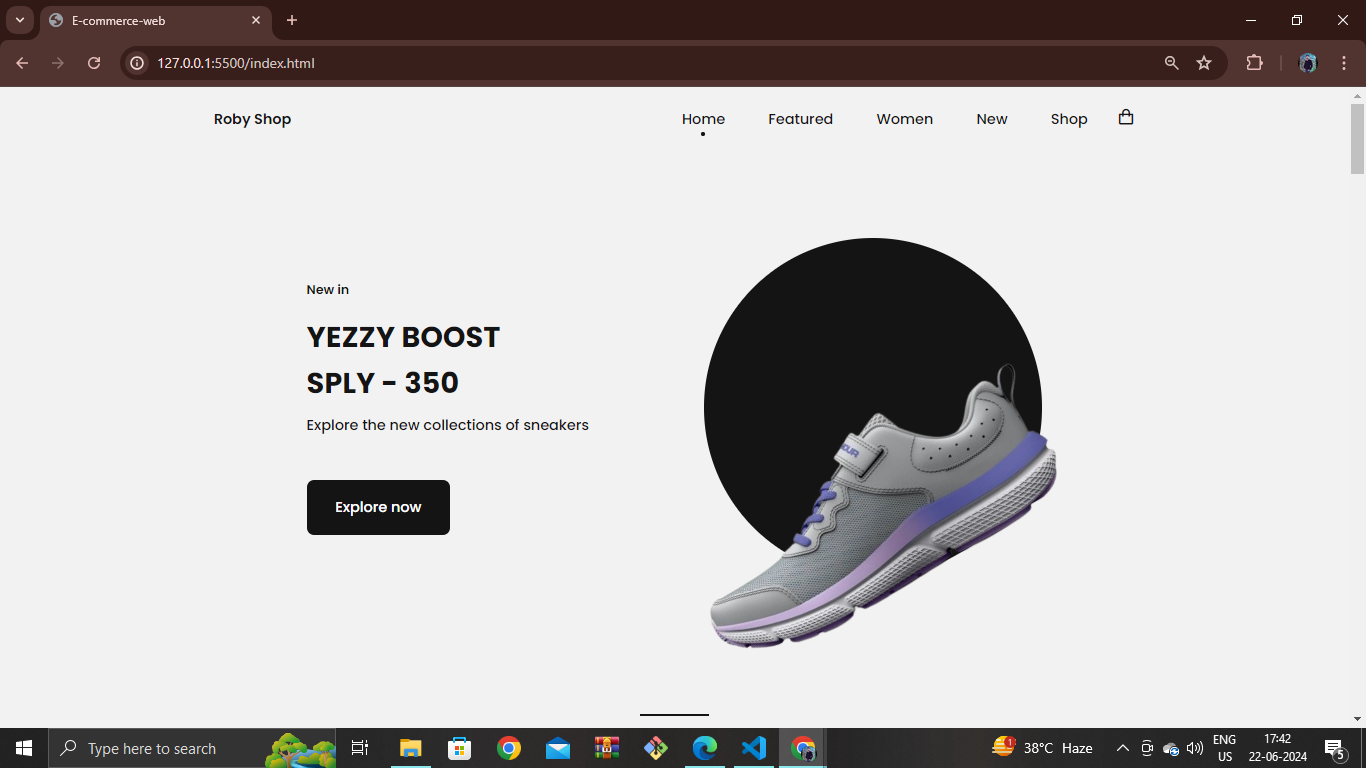 E-commerce-web
127.0.0.1:5500/index.html
Roby Shop
Home
Featured
Women
New
Shop
New in
YEZZY BOOST
SPLY - 350
Explore the new collections of sneakers
Explore now
Type here to search
1
38°C Haze
ENG
US
17:42
22-06-2024
5